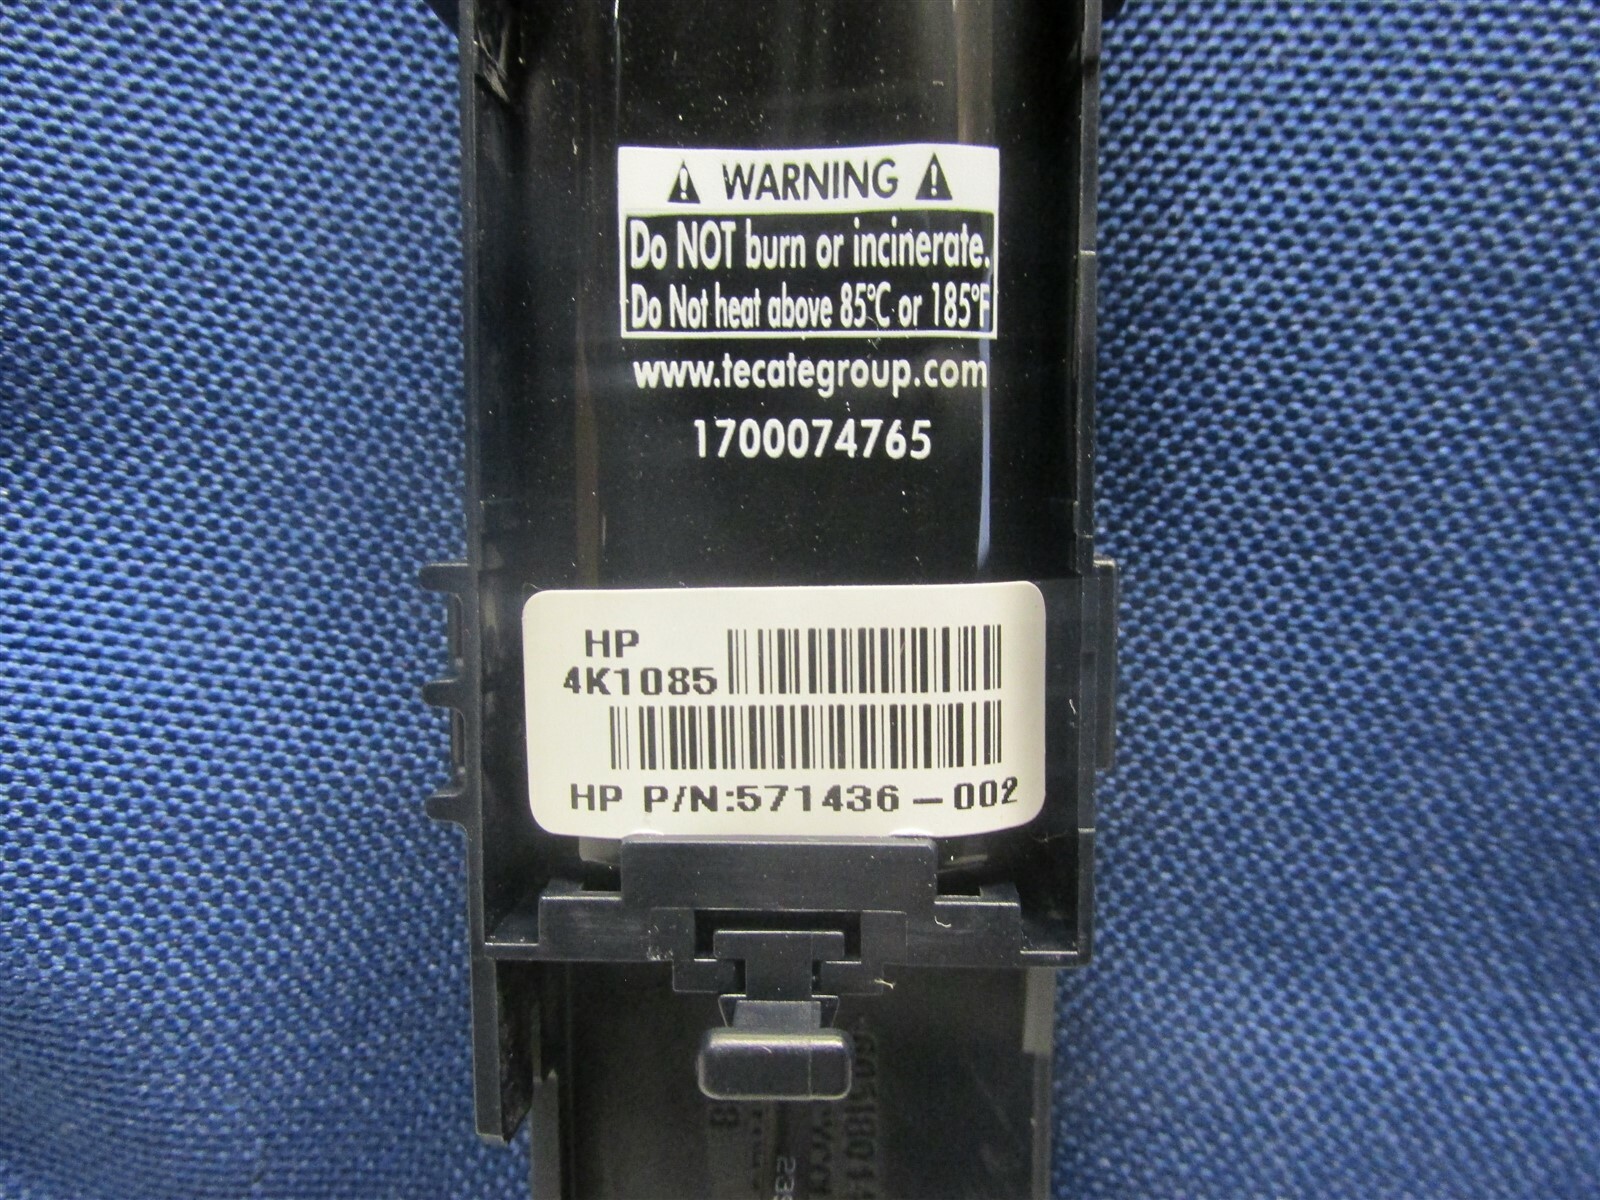 WARNING
Do NOT burn or incinerate.
Do Not heat above 85°C or 185°F
www.tecategroup.com
1700074765
HP
4K1085
HP P/N:571436-002